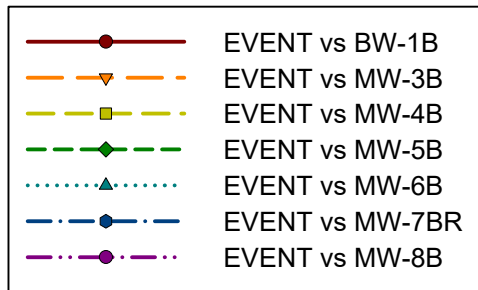 EVENT vs BW-1B
EVENT vs MW-3B
EVENT vs MW-4B
EVENT vs MW-5B
EVENT vs MW-6B
EVENT vs MW-7BR
EVENT vs MW-8B